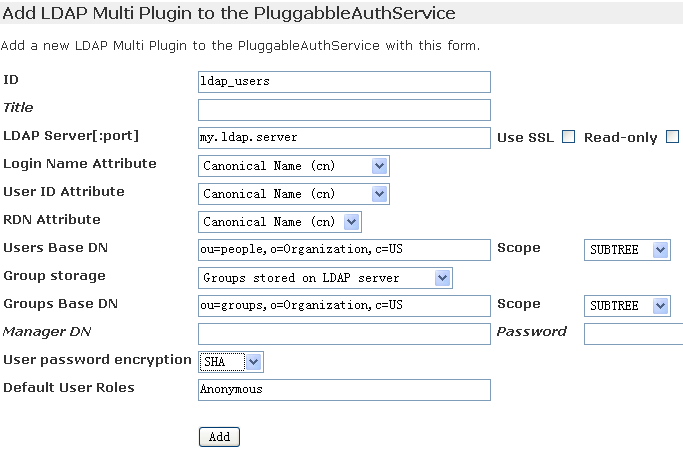 Add LDAP Multi Plugin to the PluggabbleAuthService
Add a new LDAP Multi Plugin to the PluggableAuthService with this form.
ID ldap_users
Title
LDAP Server[:port] my.ldap.server Use SSL Read-only
Login Name Attribute Canonical Name (cn)
User ID Attribute Canonical Name (cn)
RDN Attribute Canonical Name (cn)
Users Base DN ou=people,o=Organization,c=US Scope SUBTREE
Group storage Groups stored on LDAP server
Groups Base DN ou=groups,o=Organization,c=US Scope SUBTREE
Manager DN Password
User password encryption SHA
Default User Roles Anonymous
Add